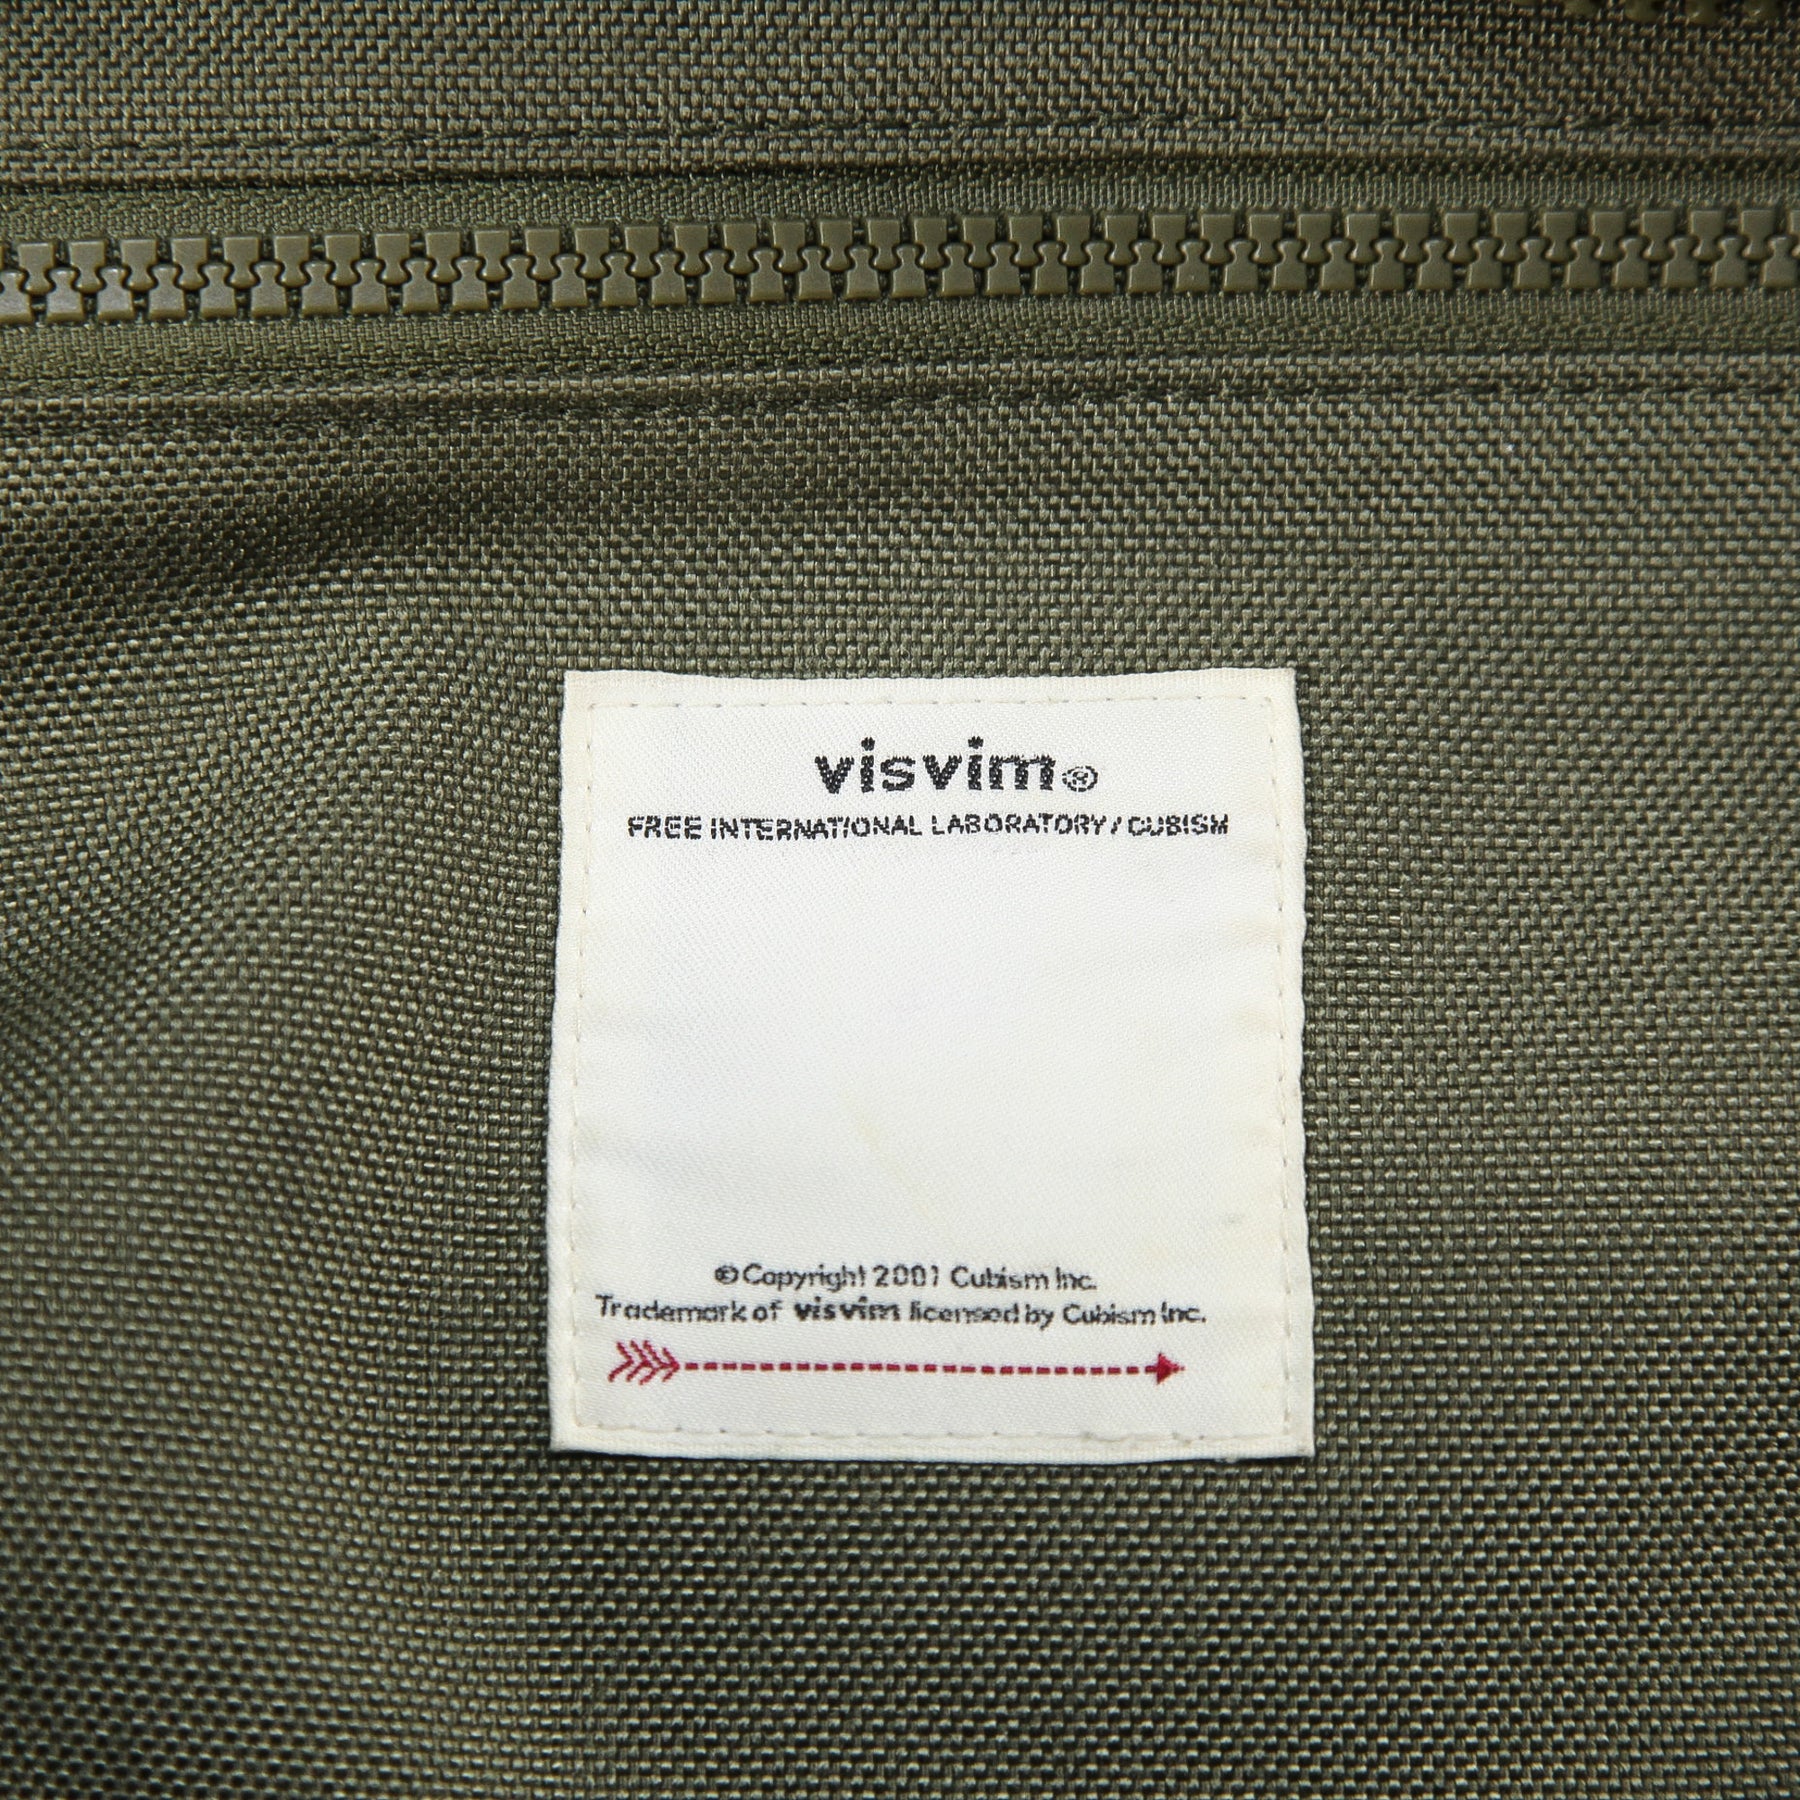 visvim®
FREE INTERNATIONAL LABORATORY / CUBISM
© Copyright 2001 Cubism Inc.
Trademark of visvim licensed by Cubism Inc.